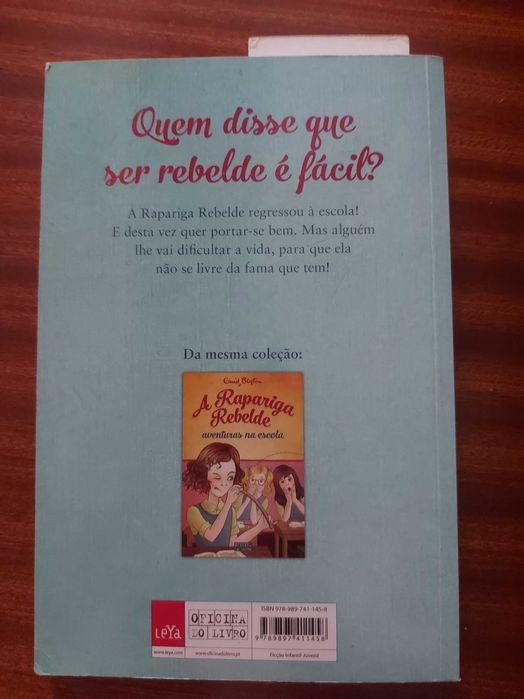 Quem disse que
ser rebelde é fácil?
A Rapariga Rebelde regressou à escola!
E desta vez quer portar-se bem. Mas alguém
lhe vai dificultar a vida, para que ela
não se livre da fama que tem!
Da mesma coleção:
Enid Blyton
A Rapariga
Rebelde
aventuras na escola
LEYA
www.leya.com
OFICINA
DO LIVRO
www.oficinadolivro.pt
ISBN 978-989-741-145-8
9 789897 411458
Ficção Infantil-Juvenil